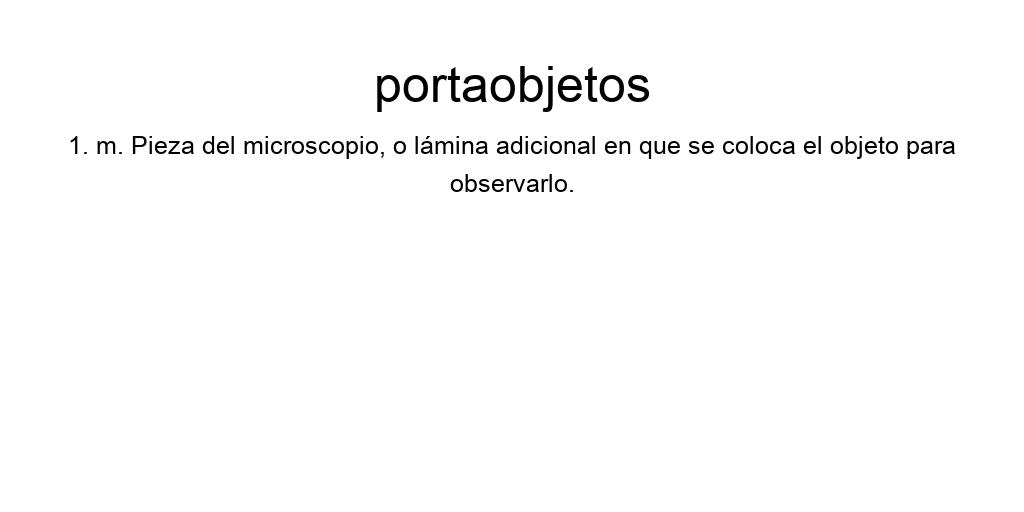 portaobjetos
1. m. Pieza del microscopio, o lámina adicional en que se coloca el objeto para
observarlo.